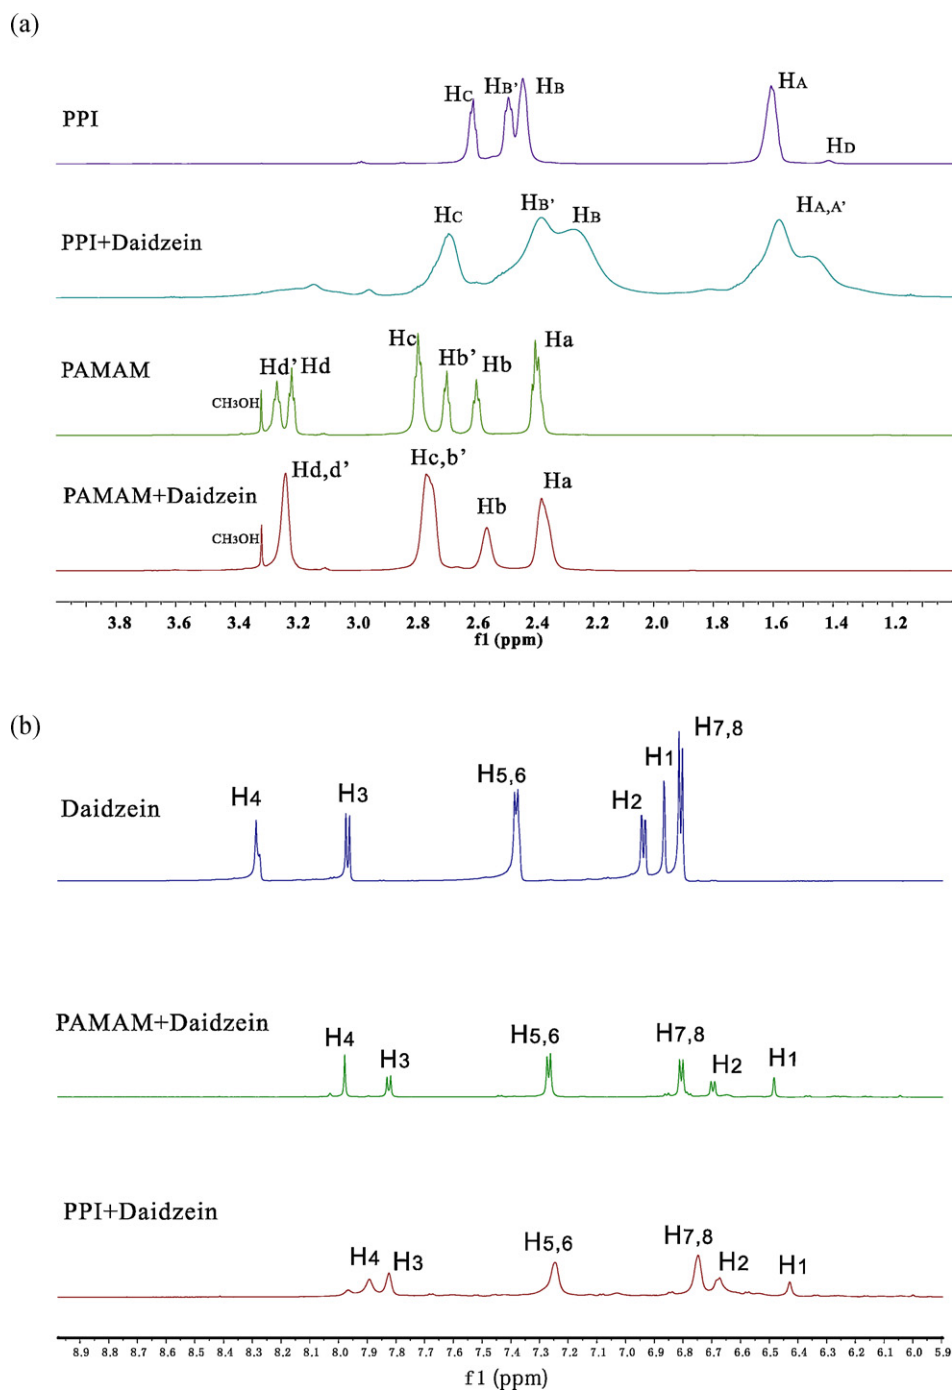 (a)
PPI
Hc
HB'
HB
HA
HD
PPI+Daidzein
Hc
HB'
HB
HA,A'
PAMAM
CH3OH
Hd'
Hd
Hc
Hb'
Hb
Ha
PAMAM+Daidzein
CH3OH
Hd,d'
Hc,b'
Hb
Ha
3.8 3.6 3.4 3.2 3.0 2.8 2.6 2.4 2.2 2.0 1.8 1.6 1.4 1.2
f1 (ppm)
(b)
Daidzein
H4
H3
H5,6
H2
H1
H7,8
PAMAM+Daidzein
H4
H3
H5,6
H7,8
H2
H1
PPI+Daidzein
H4
H3
H5,6
H7,8
H2
H1
8.9 8.8 8.7 8.6 8.5 8.4 8.3 8.2 8.1 8.0 7.9 7.8 7.7 7.6 7.5 7.4 7.3 7.2 7.1 7.0 6.9 6.8 6.7 6.6 6.5 6.4 6.3 6.2 6.1 6.0 5.9
f1 (ppm)